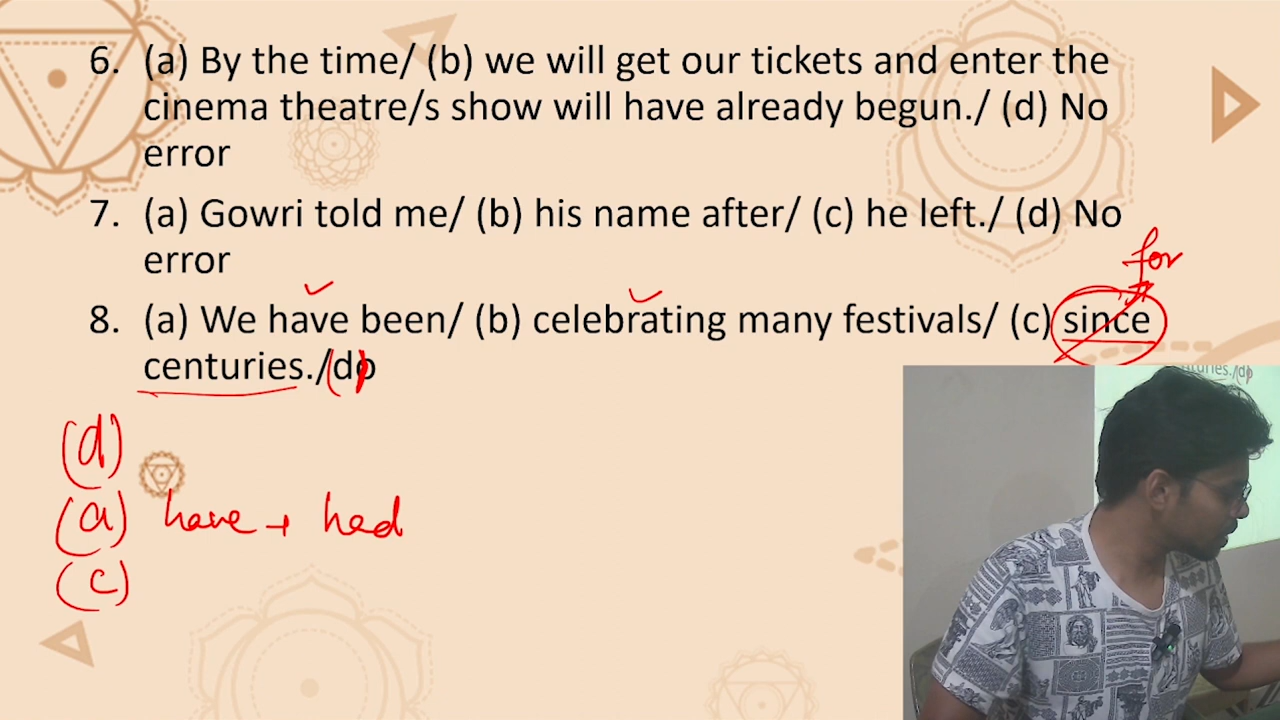 6. (a) By the time/ (b) we will get our tickets and enter the
cinema theatre/s show will have already begun./ (d) No
error
7. (a) Gowri told me/ (b) his name after/ (c) he left./ (d) No
error
for
8. (a) We have been/ (b) celebrating many festivals/ (c) since
centuries./(do
(d)
(a) have + had
(c)